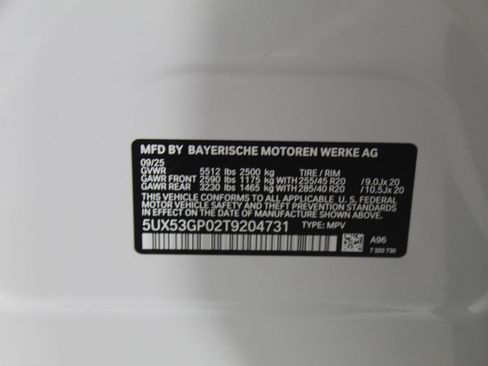 MFD BY BAYERISCHE MOTOREN WERKE AG
09/25
GVWR 5512 lbs 2500 kg TIRE / RIM
GAWR FRONT 2590 lbs 1175 kg WITH 255/45 R20 /9.0Jx 20
GAWR REAR 3230 lbs 1465 kg WITH 285/40 R20 /10.5Jx 20
THIS VEHICLE CONFORMS TO ALL APPLICABLE U. S. FEDERAL
MOTOR VEHICLE SAFETY AND THEFT PREVENTION STANDARDS
IN EFFECT ON THE DATE OF MANUFACTURE SHOWN ABOVE.
5UX53GP02T9204731 TYPE: MPV
A96
7 320 730